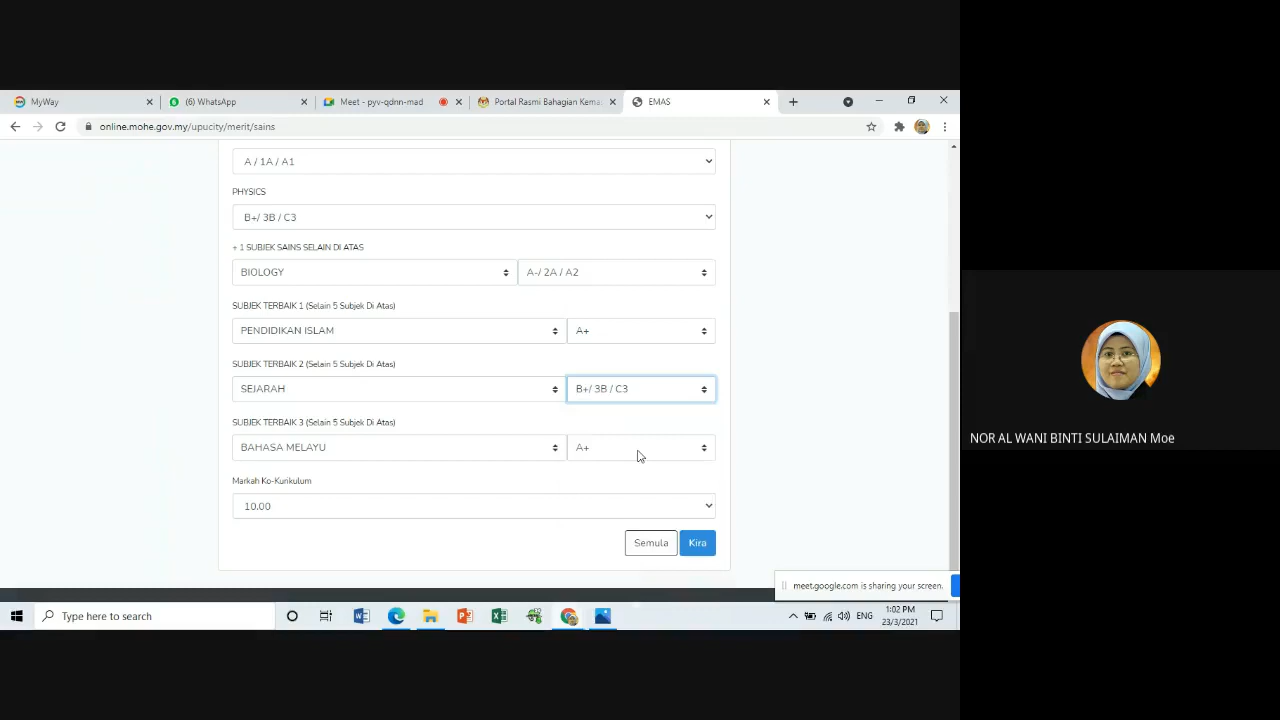 MyWay
(6) WhatsApp
Meet - pyv-qdnn-mad
Portal Rasmi Bahagian Kema
EMAS
online.mohe.gov.my/upucity/merit/sains
A / 1A / A1
PHYSICS
B+/ 3B / C3
+ 1 SUBJEK SAINS SELAIN DI ATAS
BIOLOGY
A-/ 2A / A2
SUBJEK TERBAIK 1 (Selain 5 Subjek Di Atas)
PENDIDIKAN ISLAM
A+
SUBJEK TERBAIK 2 (Selain 5 Subjek Di Atas)
SEJARAH
B+/ 3B / C3
SUBJEK TERBAIK 3 (Selain 5 Subjek Di Atas)
BAHASA MELAYU
A+
Markah Ko-Kurikulum
10.00
Semula
Kira
meet.google.com is sharing your screen.
Type here to search
ENG
1:02 PM
23/3/2021
NOR AL WANI BINTI SULAIMAN Moe